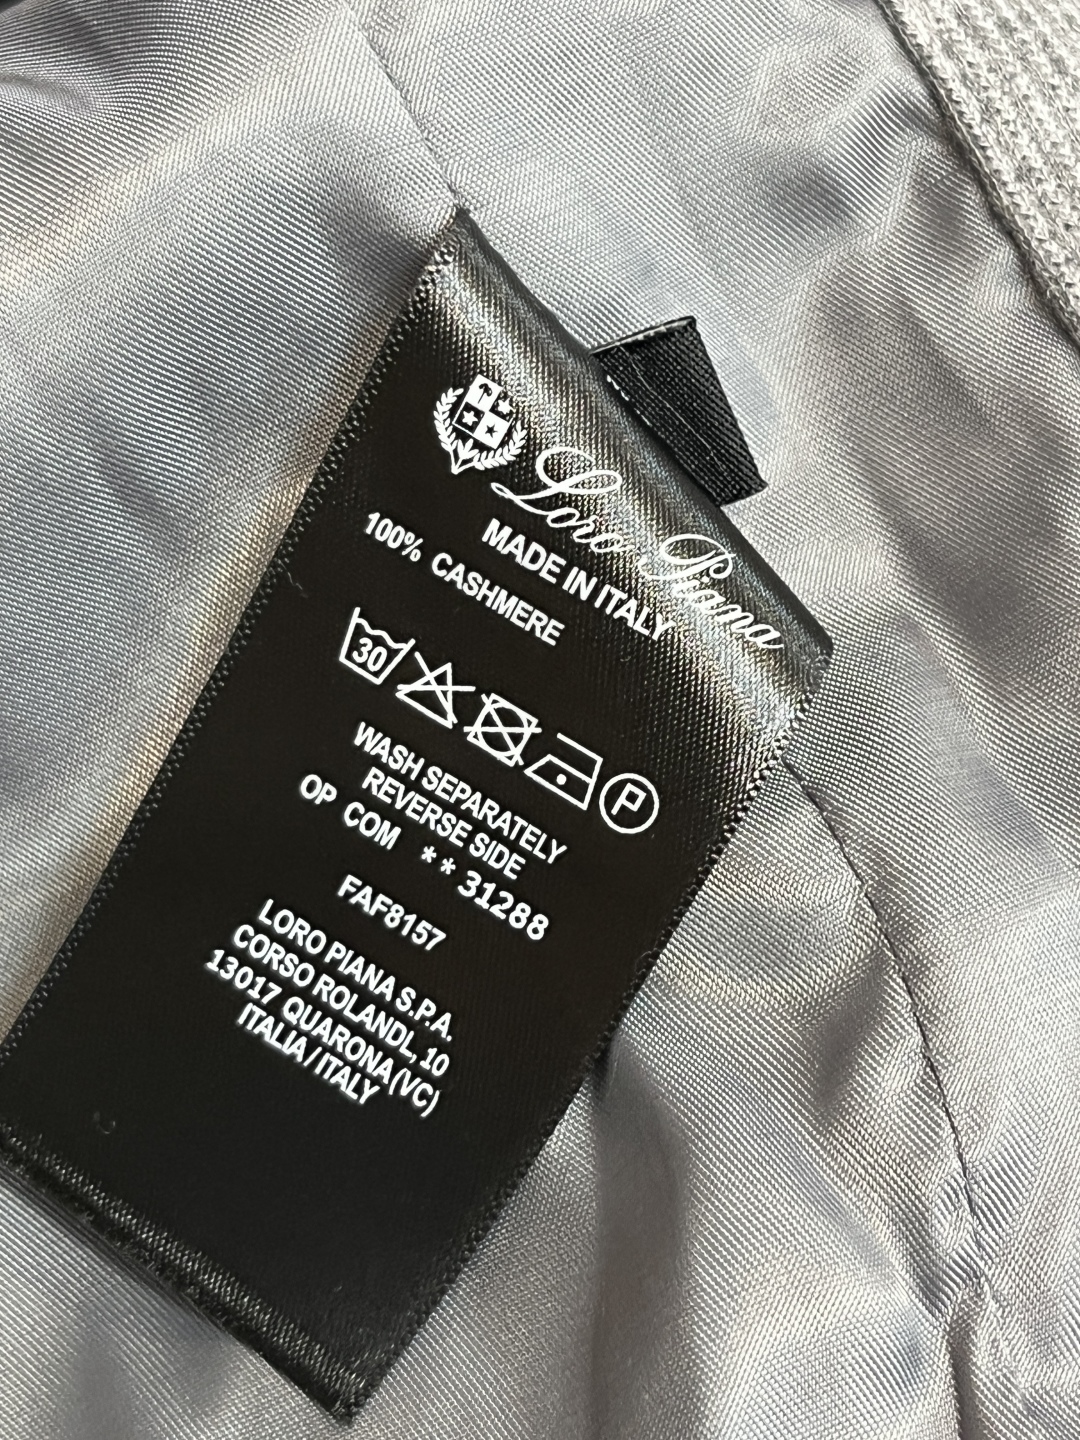 Loro Piana
MADE IN ITALY
100% CASHMERE
30
P
WASH SEPARATELY
REVERSE SIDE
OP COM **31288
FAF8157
LORO PIANA S.P.A.
CORSO ROLANDL, 10
13017 QUARONA(VC)
ITALIA/ITALY